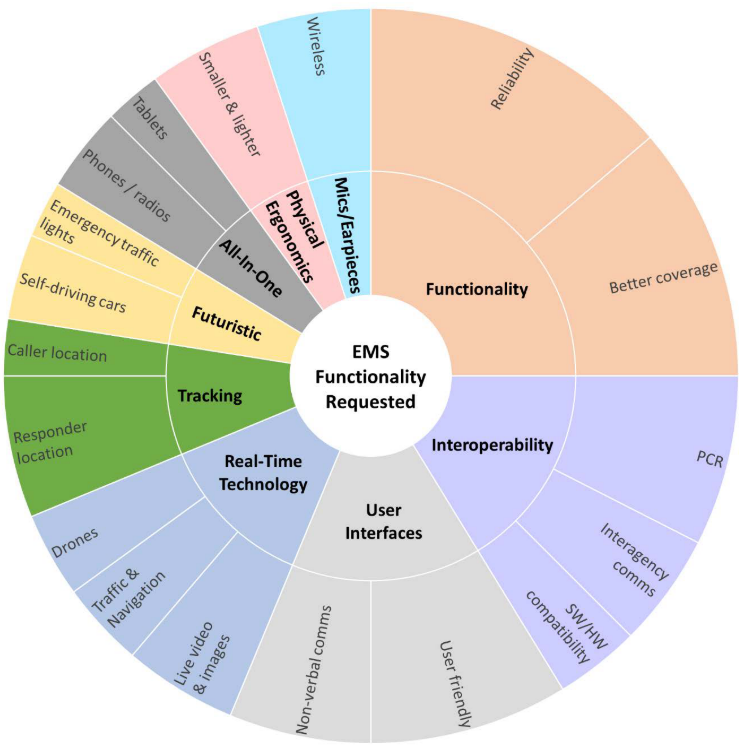 EMS
Functionality
Requested
Functionality
Reliability
Better coverage
Interoperability
PCR
Interagency
comms
SW/HW
compatibility
User
Interfaces
User friendly
Non-verbal comms
Real-Time
Technology
Live video
& images
Traffic &
Navigation
Drones
Tracking
Responder
location
Caller location
Futuristic
Self-driving cars
Emergency traffic
lights
All-In-One
Phones / radios
Tablets
Physical
Ergonomics
Smaller & lighter
Mics/Earpieces
Wireless